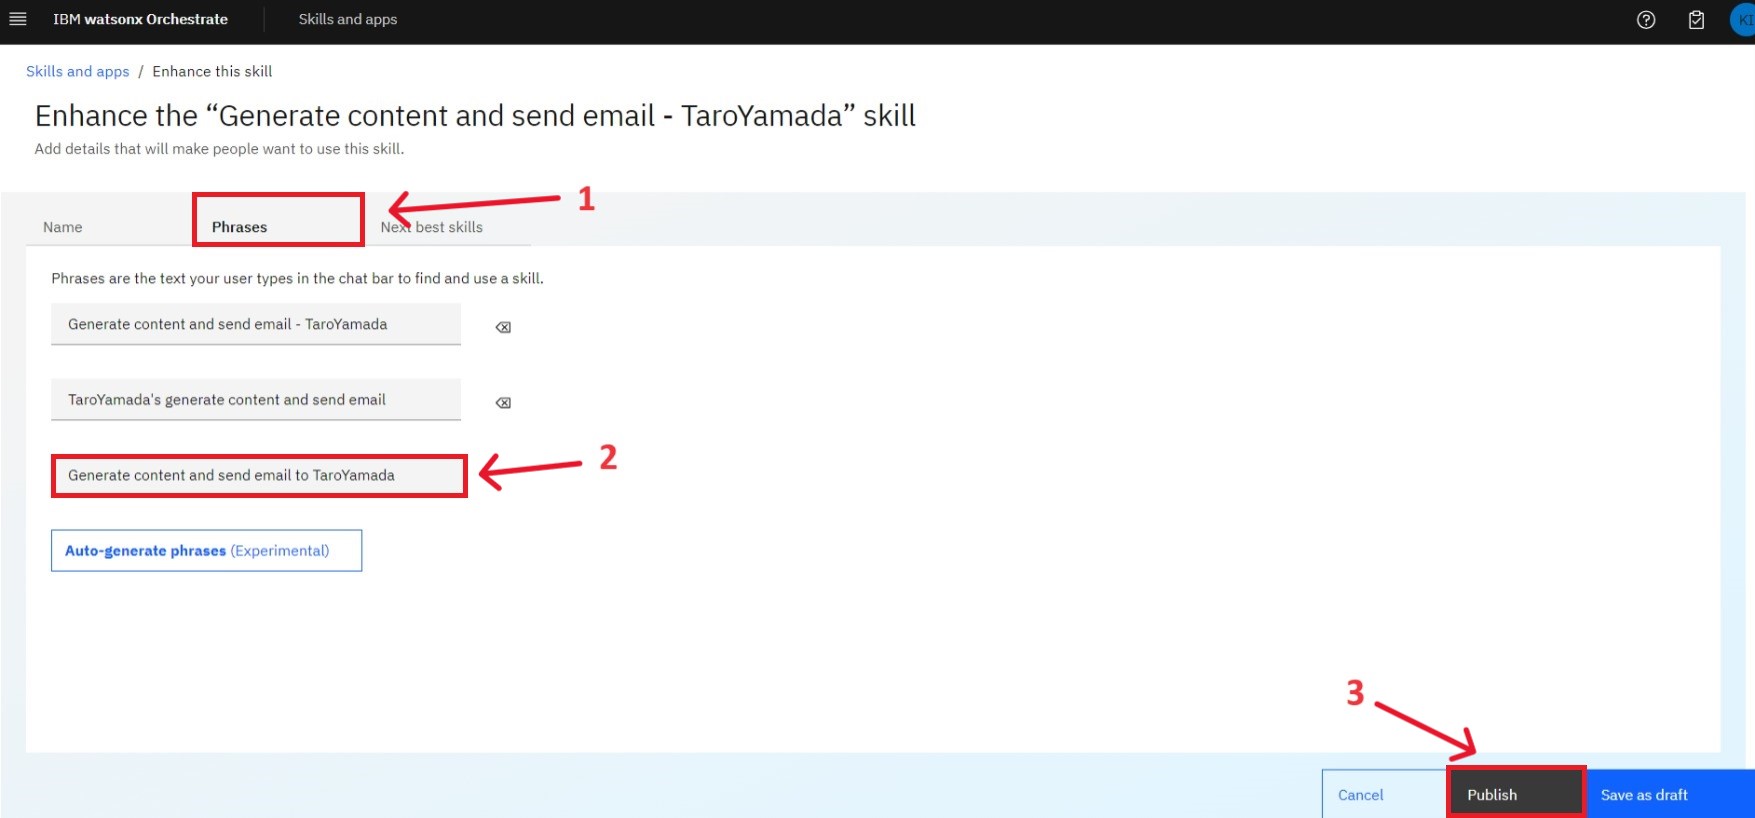 IBM watsonx Orchestrate Skills and apps KI
Skills and apps / Enhance this skill
Enhance the “Generate content and send email - TaroYamada” skill
Add details that will make people want to use this skill.
1
Name Phrases Next best skills
Phrases are the text your user types in the chat bar to find and use a skill.
Generate content and send email - TaroYamada
TaroYamada's generate content and send email
2
Generate content and send email to TaroYamada
Auto-generate phrases (Experimental)
3
Cancel Publish Save as draft